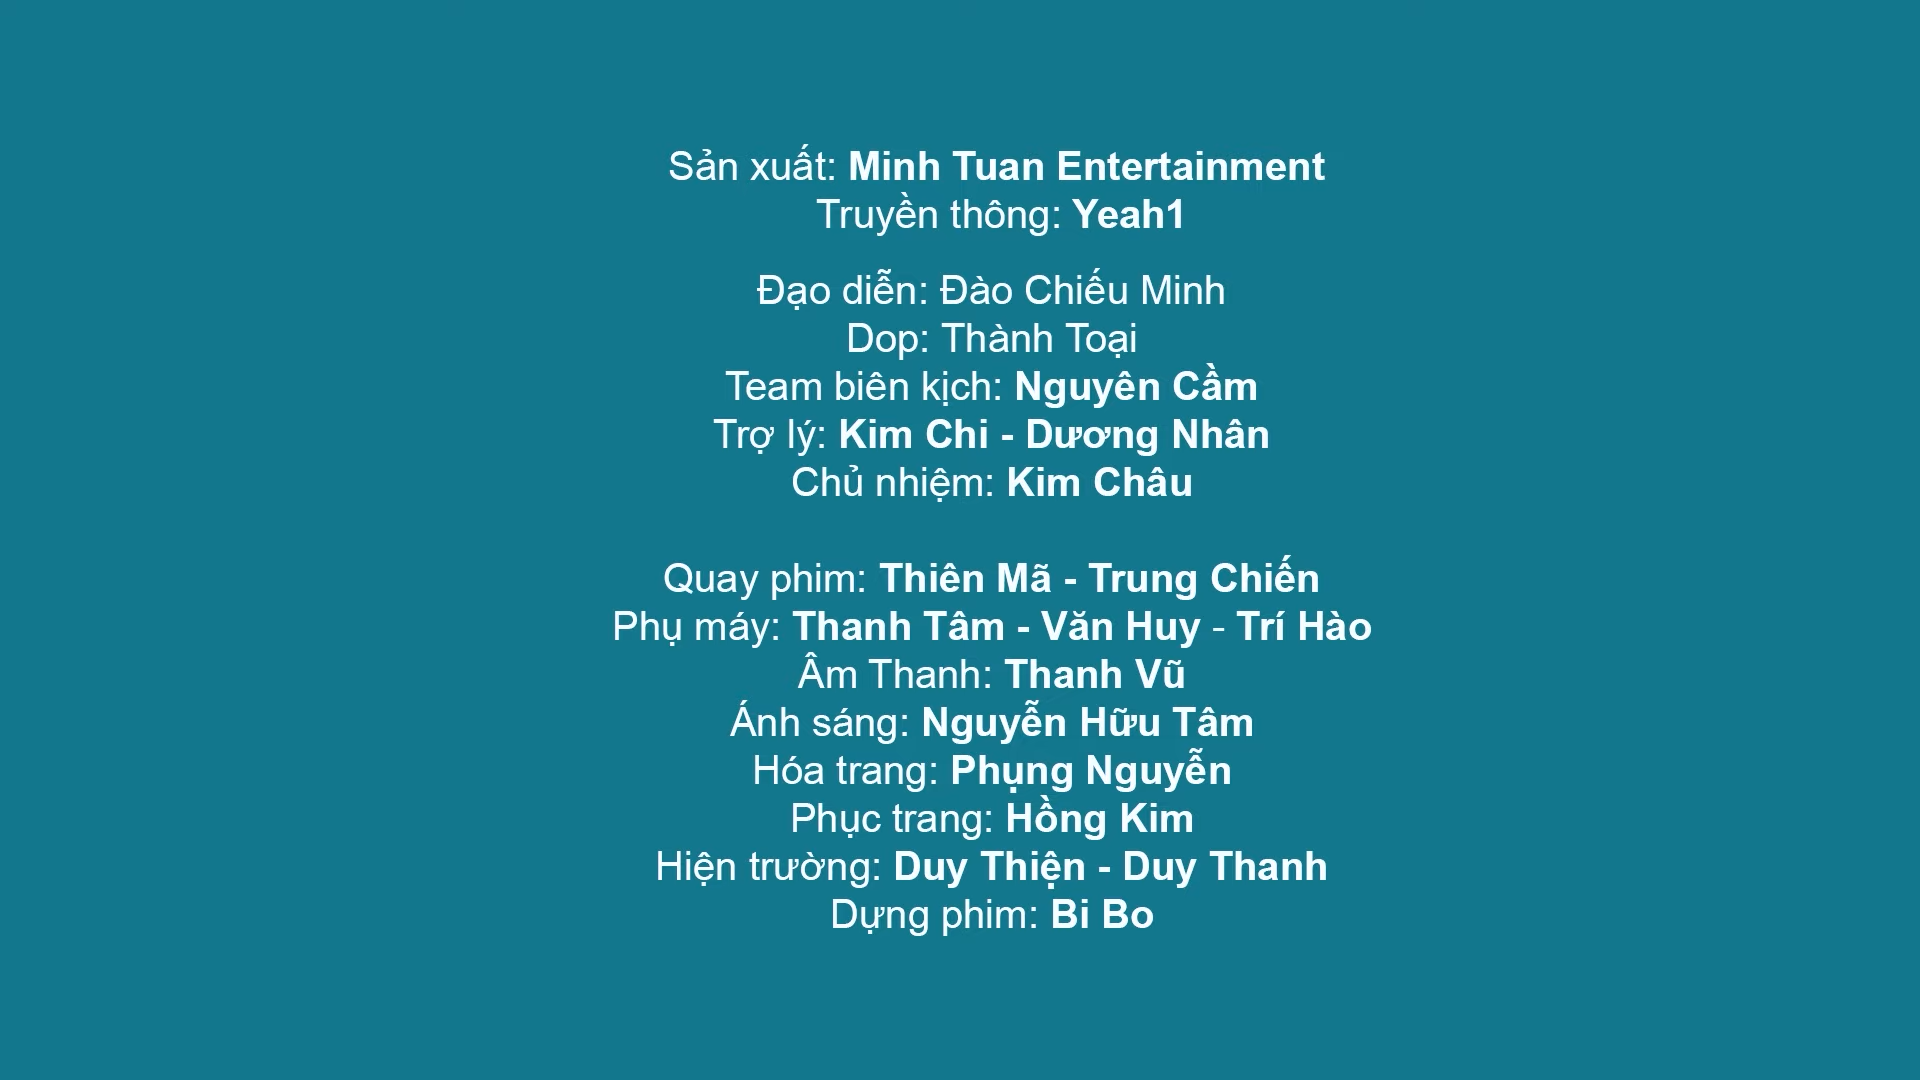 Sản xuất: Minh Tuan Entertainment
Truyền thông: Yeah1
Đạo diễn: Đào Chiếu Minh
Dop: Thành Toại
Team biên kịch: Nguyên Cầm
Trợ lý: Kim Chi - Dương Nhân
Chủ nhiệm: Kim Châu
Quay phim: Thiên Mã - Trung Chiến
Phụ máy: Thanh Tâm - Văn Huy - Trí Hào
Âm Thanh: Thanh Vũ
Ánh sáng: Nguyễn Hữu Tâm
Hóa trang: Phụng Nguyễn
Phục trang: Hồng Kim
Hiện trường: Duy Thiện - Duy Thanh
Dựng phim: Bi Bo